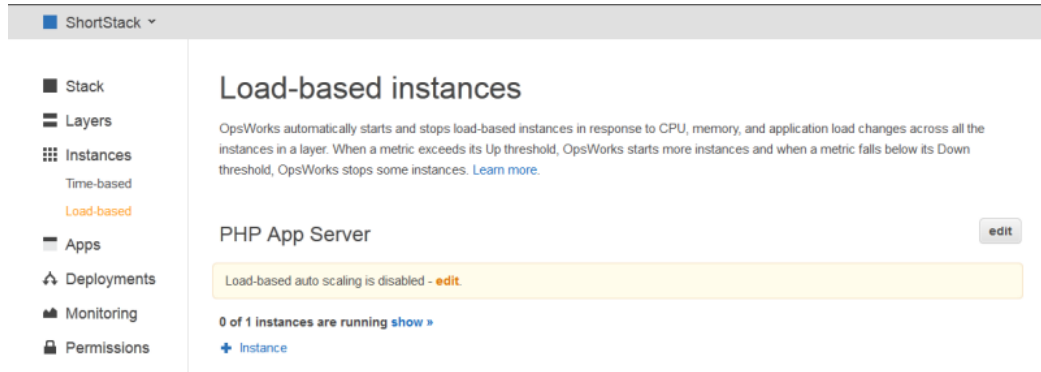 ShortStack
Stack
Layers
Instances
Time-based
Load-based
Apps
Deployments
Monitoring
Permissions
Load-based instances
OpsWorks automatically starts and stops load-based instances in response to CPU, memory, and application load changes across all the
instances in a layer. When a metric exceeds its Up threshold, OpsWorks starts more instances and when a metric falls below its Down
threshold, OpsWorks stops some instances. Learn more.
PHP App Server
edit
Load-based auto scaling is disabled - edit.
0 of 1 instances are running show »
+ Instance